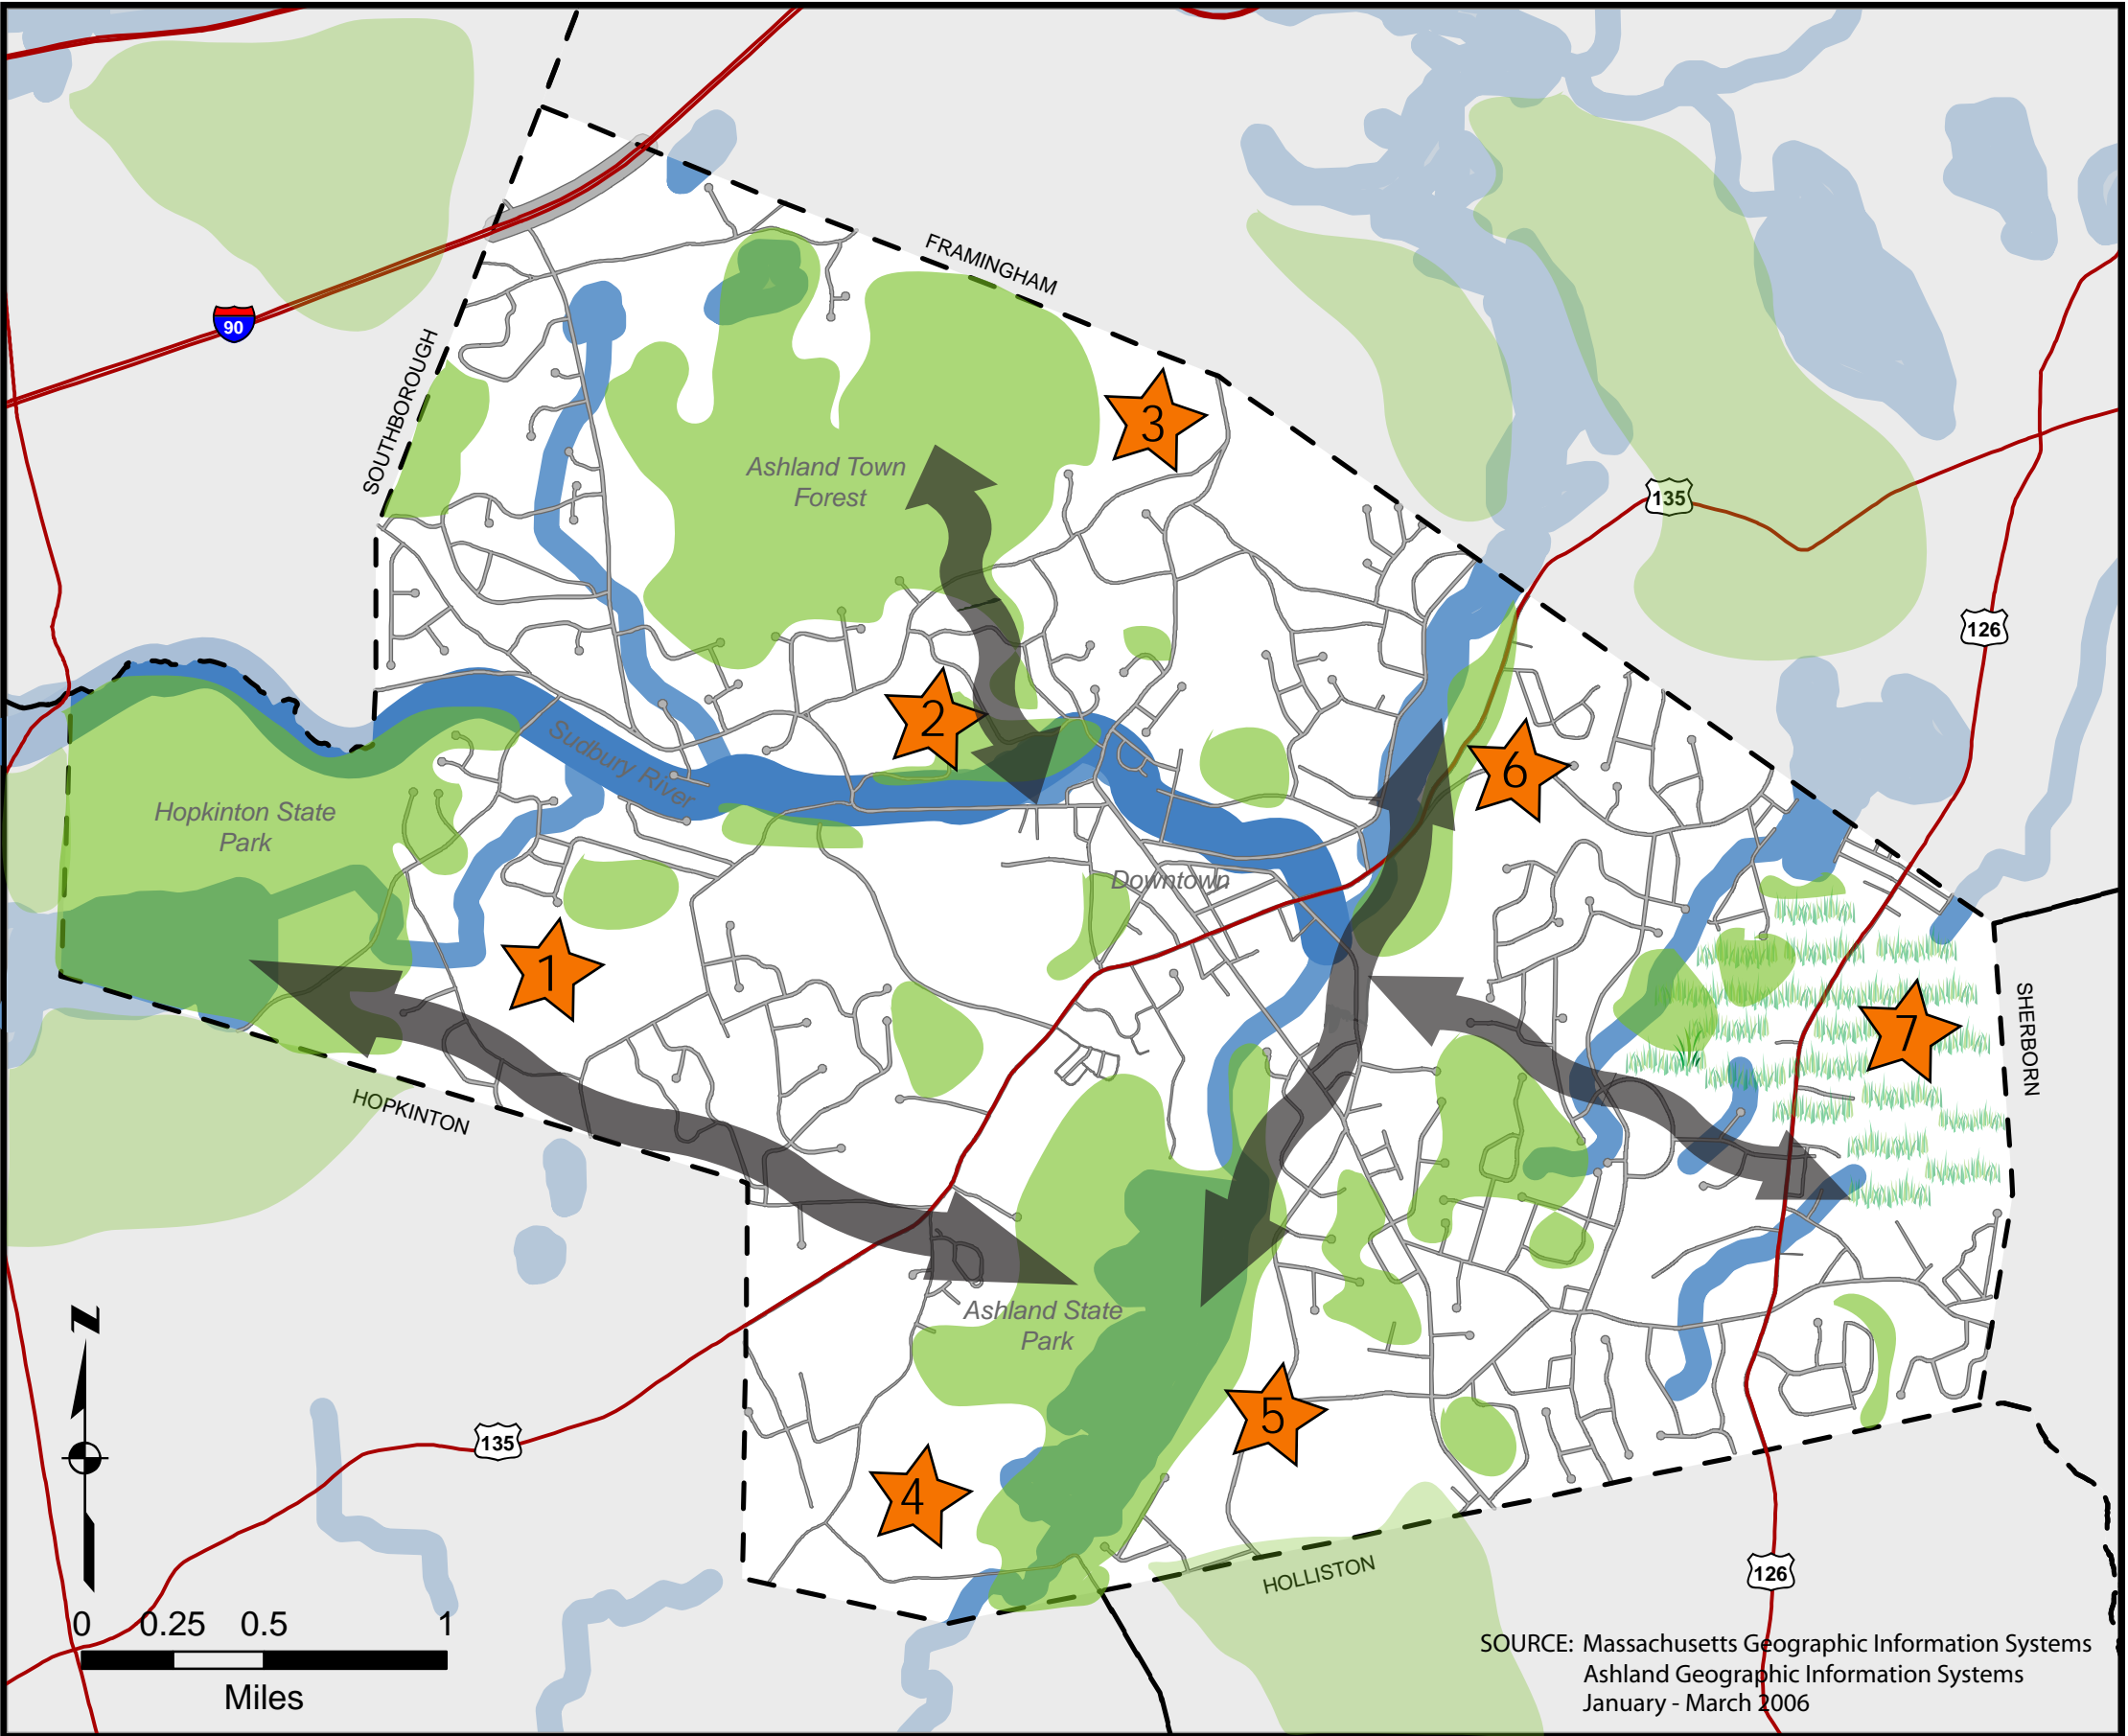 FRAMINGHAM
90
SOUTHBOROUGH
3
Ashland Town
Forest
135
126
2
Sudbury River
6
Hopkinton State
Park
Downtown
1
7
SHERBORN
HOPKINTON
Ashland State
Park
5
135
4
N
HOLLISTON
126
0 0.25 0.5 1
Miles
SOURCE: Massachusetts Geographic Information Systems
Ashland Geographic Information Systems
January - March 2006